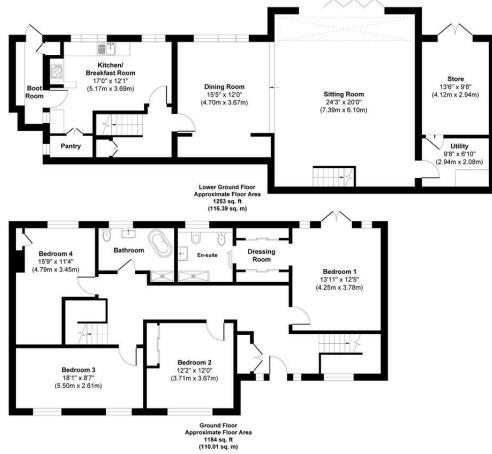 Kitchen/
Breakfast Room
17'0" x 12'1"
(5.17m x 3.69m)
Boot
Room
Pantry
Dining Room
15'5" x 12'0"
(4.70m x 3.67m)
Sitting Room
24'3" x 20'0"
(7.39m x 6.10m)
Store
13'6" x 9'8"
(4.12m x 2.94m)
Utility
9'8" x 6'10"
(2.94m x 2.08m)
Lower Ground Floor
Approximate Floor Area
1253 sq. ft
(116.39 sq. m)
Bedroom 4
15'9" x 11'4"
(4.79m x 3.45m)
Bathroom
En-suite
Dressing
Room
Bedroom 1
13'11" x 12'5"
(4.25m x 3.78m)
Bedroom 3
18'1" x 8'7"
(5.50m x 2.61m)
Bedroom 2
12'2" x 12'0"
(3.71m x 3.67m)
Ground Floor
Approximate Floor Area
1184 sq. ft
(110.01 sq. m)